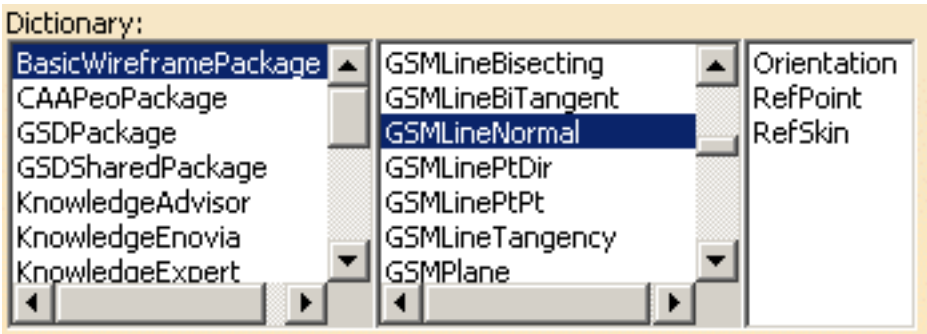 Dictionary:
BasicWireframePackage
CAAPeoPackage
GSDPackage
GSDSharedPackage
KnowledgeAdvisor
KnowledgeEnovia
KnowledgeExpert
GSMLineBisecting
GSMLineBiTangent
GSMLineNormal
GSMLinePtDir
GSMLinePtPt
GSMLineTangency
GSMPlane
Orientation
RefPoint
RefSkin